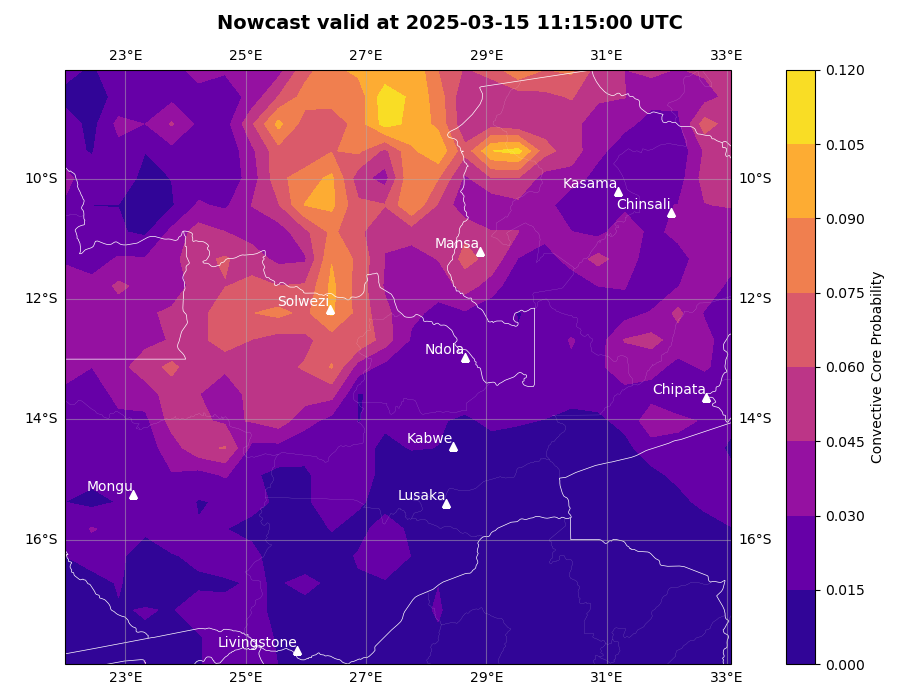 Nowcast valid at 2025-03-15 11:15:00 UTC
23°E 25°E 27°E 29°E 31°E 33°E
0.120
0.105
10°S Kasama 10°S
Chinsali
0.090
Mansa
0.075
12°S Solwezi 12°S
Ndola
0.060
Chipata
14°S 14°S
Kabwe
0.045
Mongu
Lusaka
0.030
16°S 16°S
0.015
Livingstone
0.000
23°E 25°E 27°E 29°E 31°E 33°E
Convective Core Probability